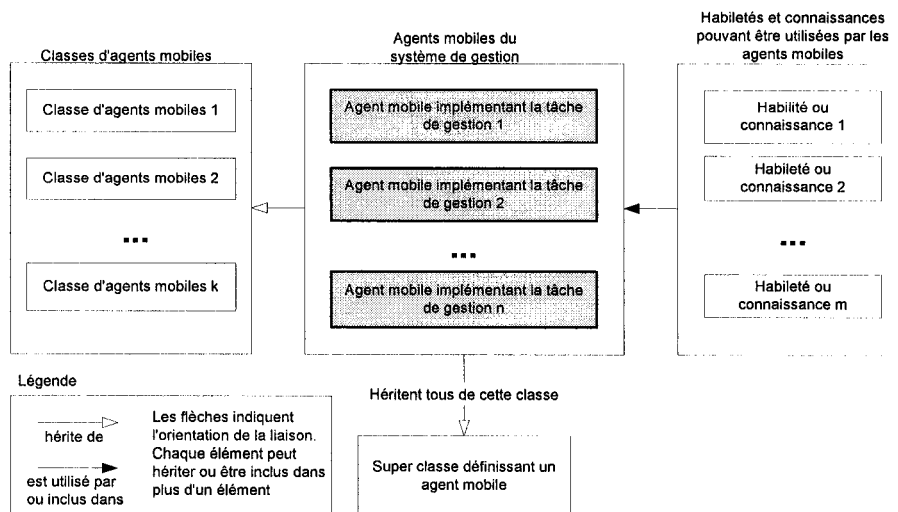 Classes d'agents mobiles
Classe d'agents mobiles 1
Classe d'agents mobiles 2
...
Classe d'agents mobiles k
Agents mobiles du
système de gestion
Agent mobile implémentant la tâche
de gestion 1
Agent mobile implémentant la tâche
de gestion 2
...
Agent mobile implémentant la tâche
de gestion n
Habiletés et connaissances
pouvant être utilisées par les
agents mobiles
Habilité ou
connaissance 1
Habileté ou
connaissance 2
...
Habileté ou
connaissance m
Héritent tous de cette classe
Super classe définissant un
agent mobile
Légende
hérite de
est utilisé par
ou inclus dans
Les flèches indiquent
l'orientation de la liaison.
Chaque élément peut
hériter ou être inclus dans
plus d'un élément